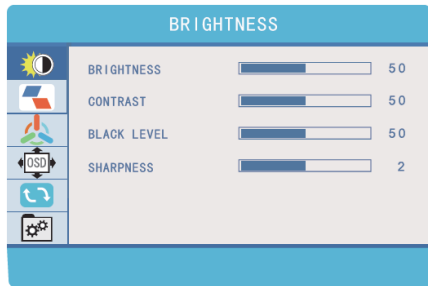 BRIGHTNESS
BRIGHTNESS 50
CONTRAST 50
BLACK LEVEL 50
OSD
SHARPNESS 2